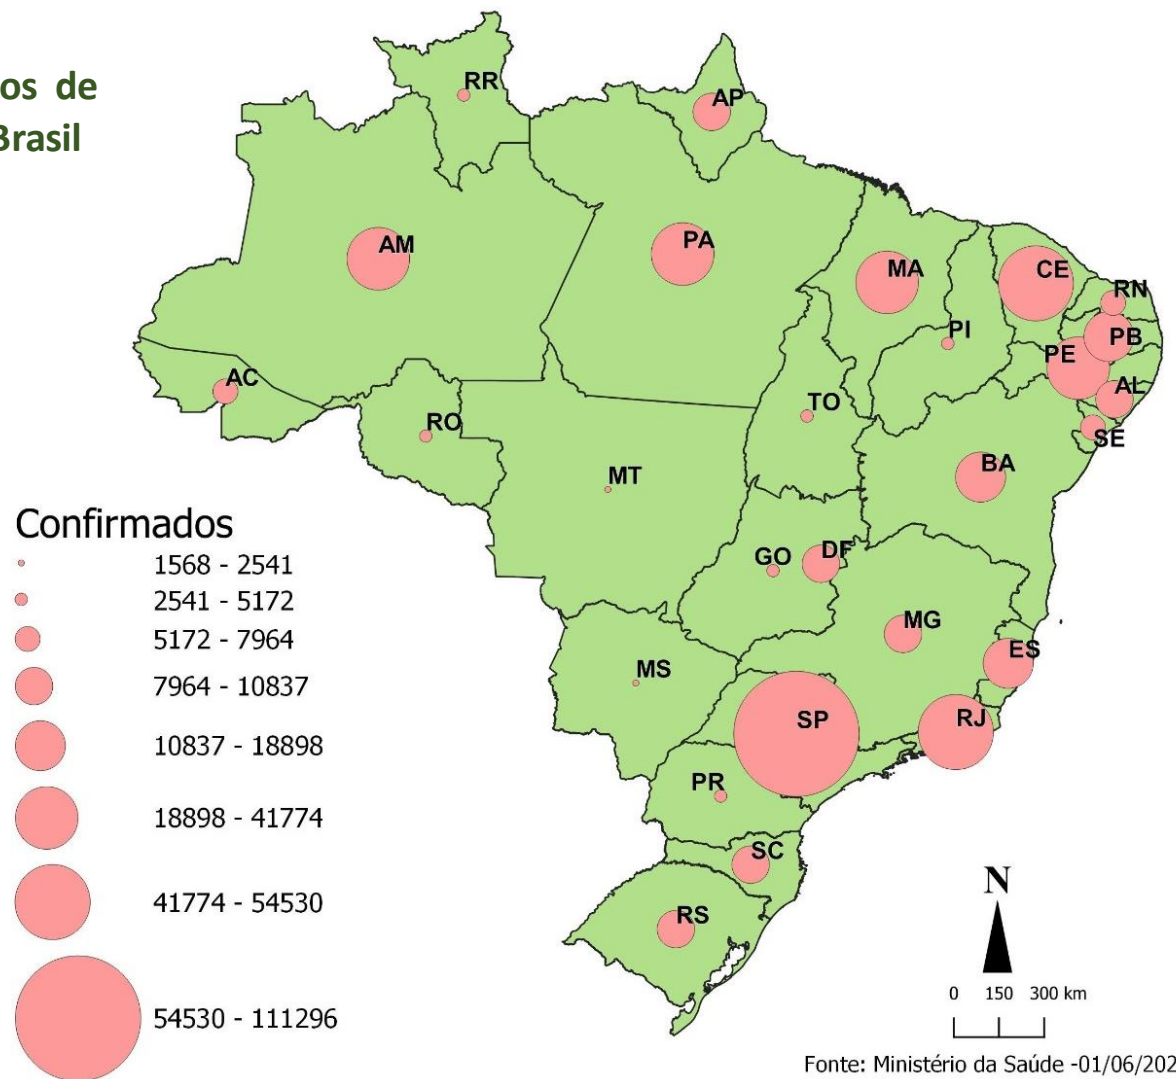 os de
Brasil
RR
AP
AM
PA
MA
CE
RN
PI
PB
PE
AC
AL
TO
RO
SE
BA
MT
Confirmados
1568 - 2541
2541 - 5172
5172 - 7964
7964 - 10837
10837 - 18898
18898 - 41774
41774 - 54530
54530 - 111296
GO
DF
MG
ES
MS
SP
RJ
PR
SC
RS
N
0 150 300 km
Fonte: Ministério da Saúde -01/06/202